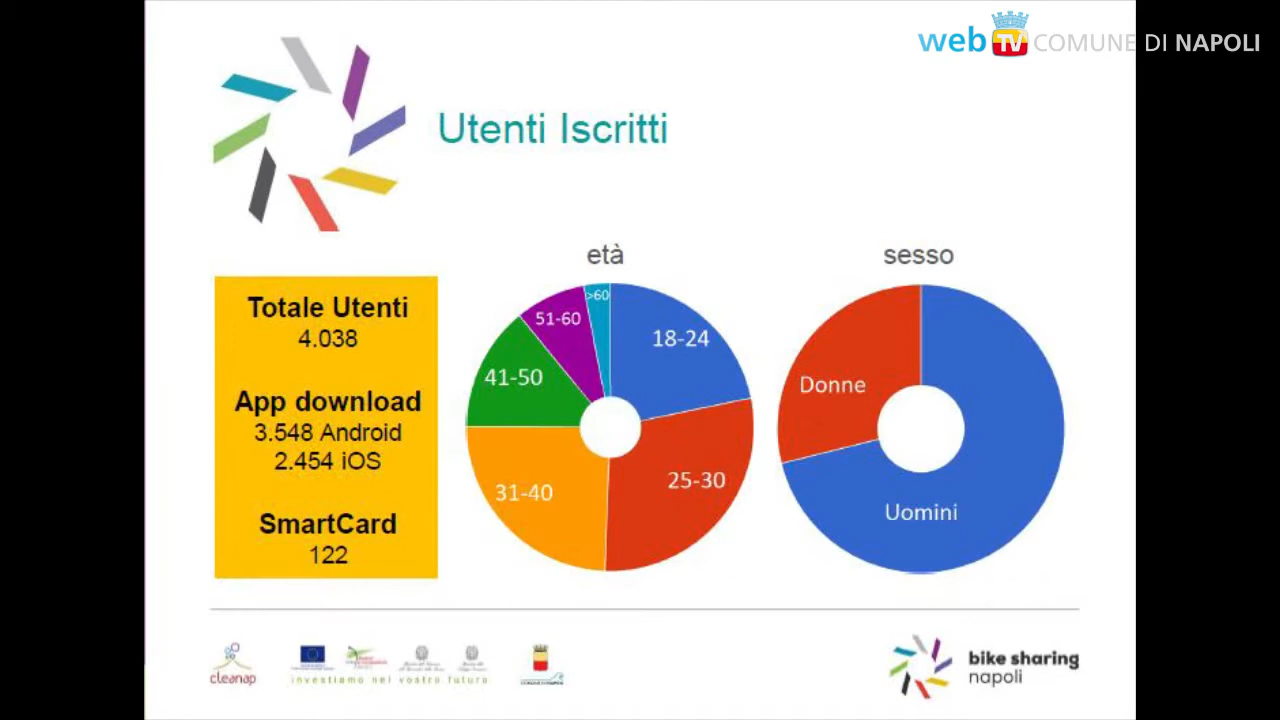 web TV COMUNE DI NAPOLI
Utenti Iscritti
età
sesso
Totale Utenti
4.038
App download
3.548 Android
2.454 iOS
SmartCard
122
>60
51-60
18-24
41-50
31-40
25-30
Donne
Uomini
cleanap
investiamo nel vostro futuro
bike sharing
napoli